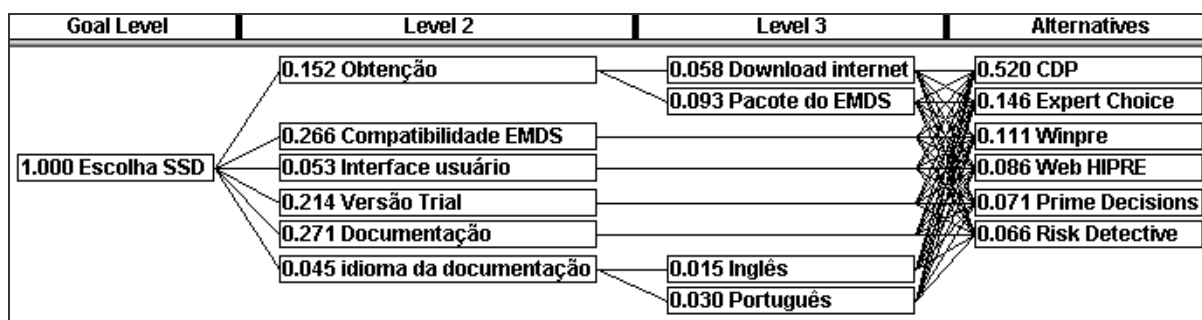 Goal Level Level 2 Level 3 Alternatives
0.152 Obtenção 0.058 Download internet 0.520 CDP
0.093 Pacote do EMDS 0.146 Expert Choice
0.266 Compatibilidade EMDS 0.111 Winpre
1.000 Escolha SSD 0.053 Interface usuário 0.086 Web HIPRE
0.214 Versão Trial 0.071 Prime Decisions
0.271 Documentação 0.066 Risk Detective
0.045 idioma da documentação 0.015 Inglês
0.030 Português